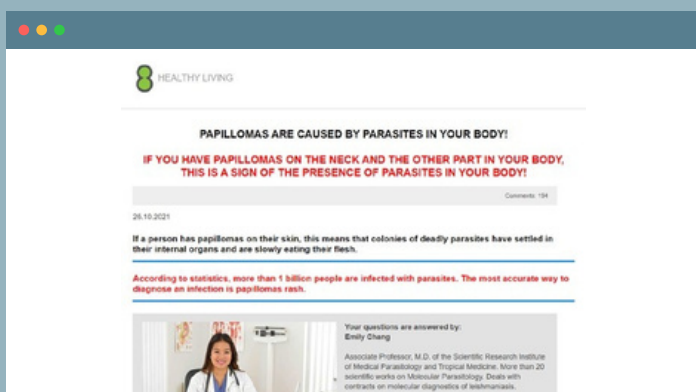 HEALTHY LIVING
PAPILLOMAS ARE CAUSED BY PARASITES IN YOUR BODY!
IF YOU HAVE PAPILLOMAS ON THE NECK AND THE OTHER PART IN YOUR BODY,
THIS IS A SIGN OF THE PRESENCE OF PARASITES IN YOUR BODY!
Comments: 184
26.10.2021
If a person has papillomas on their skin, this means that colonies of deadly parasites have settled in
their internal organs and are slowly eating their flesh.
According to statistics, more than 1 billion people are infected with parasites. The most accurate way to
diagnose an infection is papillomas rash.
Your questions are answered by:
Emily Chang
Associate Professor, M.D. of the Scientific Research Institute
of Medical Parasitology and Tropical Medicine. More than 20
scientific works on Molecular Parasitology. Deals with
contracts on molecular diagnostics of leishmaniasis.